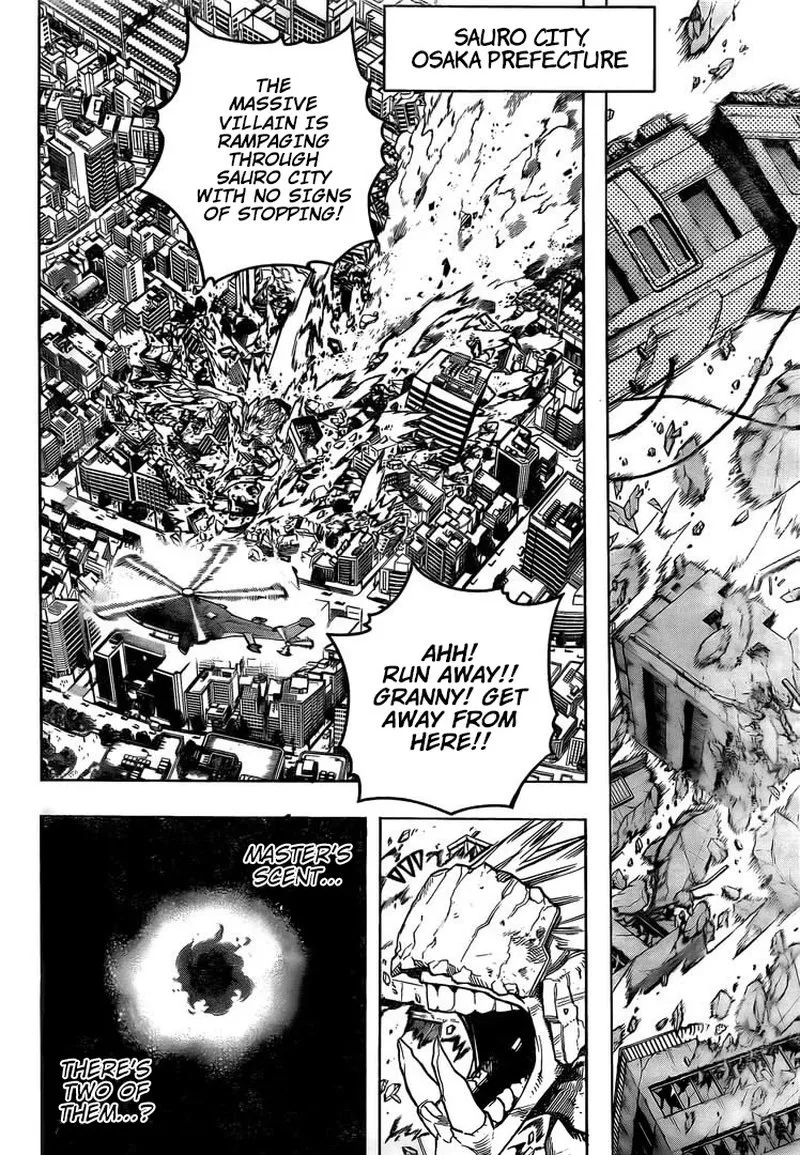 SAURO CITY,
OSAKA PREFECTURE
THE
MASSIVE
VILLAIN IS
RAMPAGING
THROUGH
SAURO CITY
WITH NO SIGNS
OF STOPPING!
AHH!
RUN AWAY!!
GRANNY! GET
AWAY FROM
HERE!!
MASTER'S
SCENT...
THERE'S
TWO OF
THEM...?